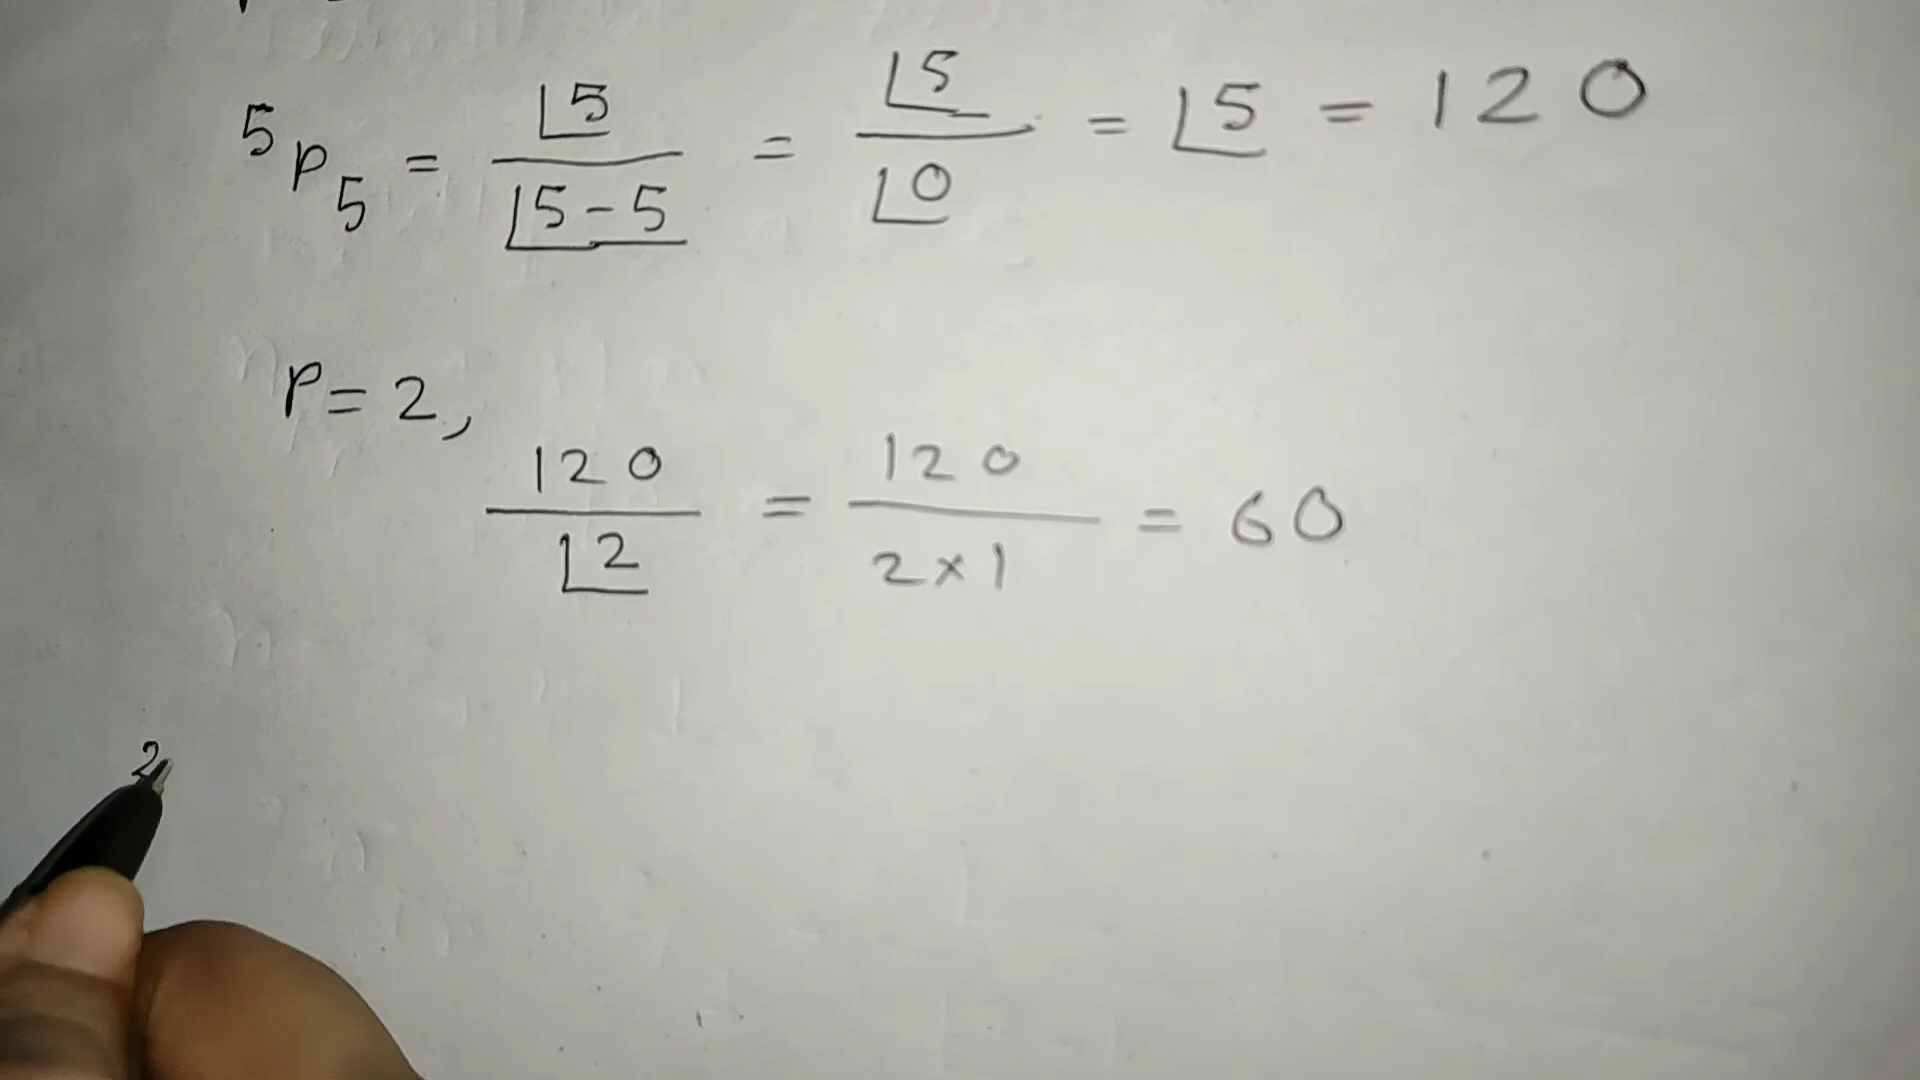 ⁵P₅ = ⌊5 / ⌊5-5 = ⌊5 / ⌊0 = ⌊5 = 120
P = 2,
120 / ⌊2 = 120 / 2×1 = 60
2